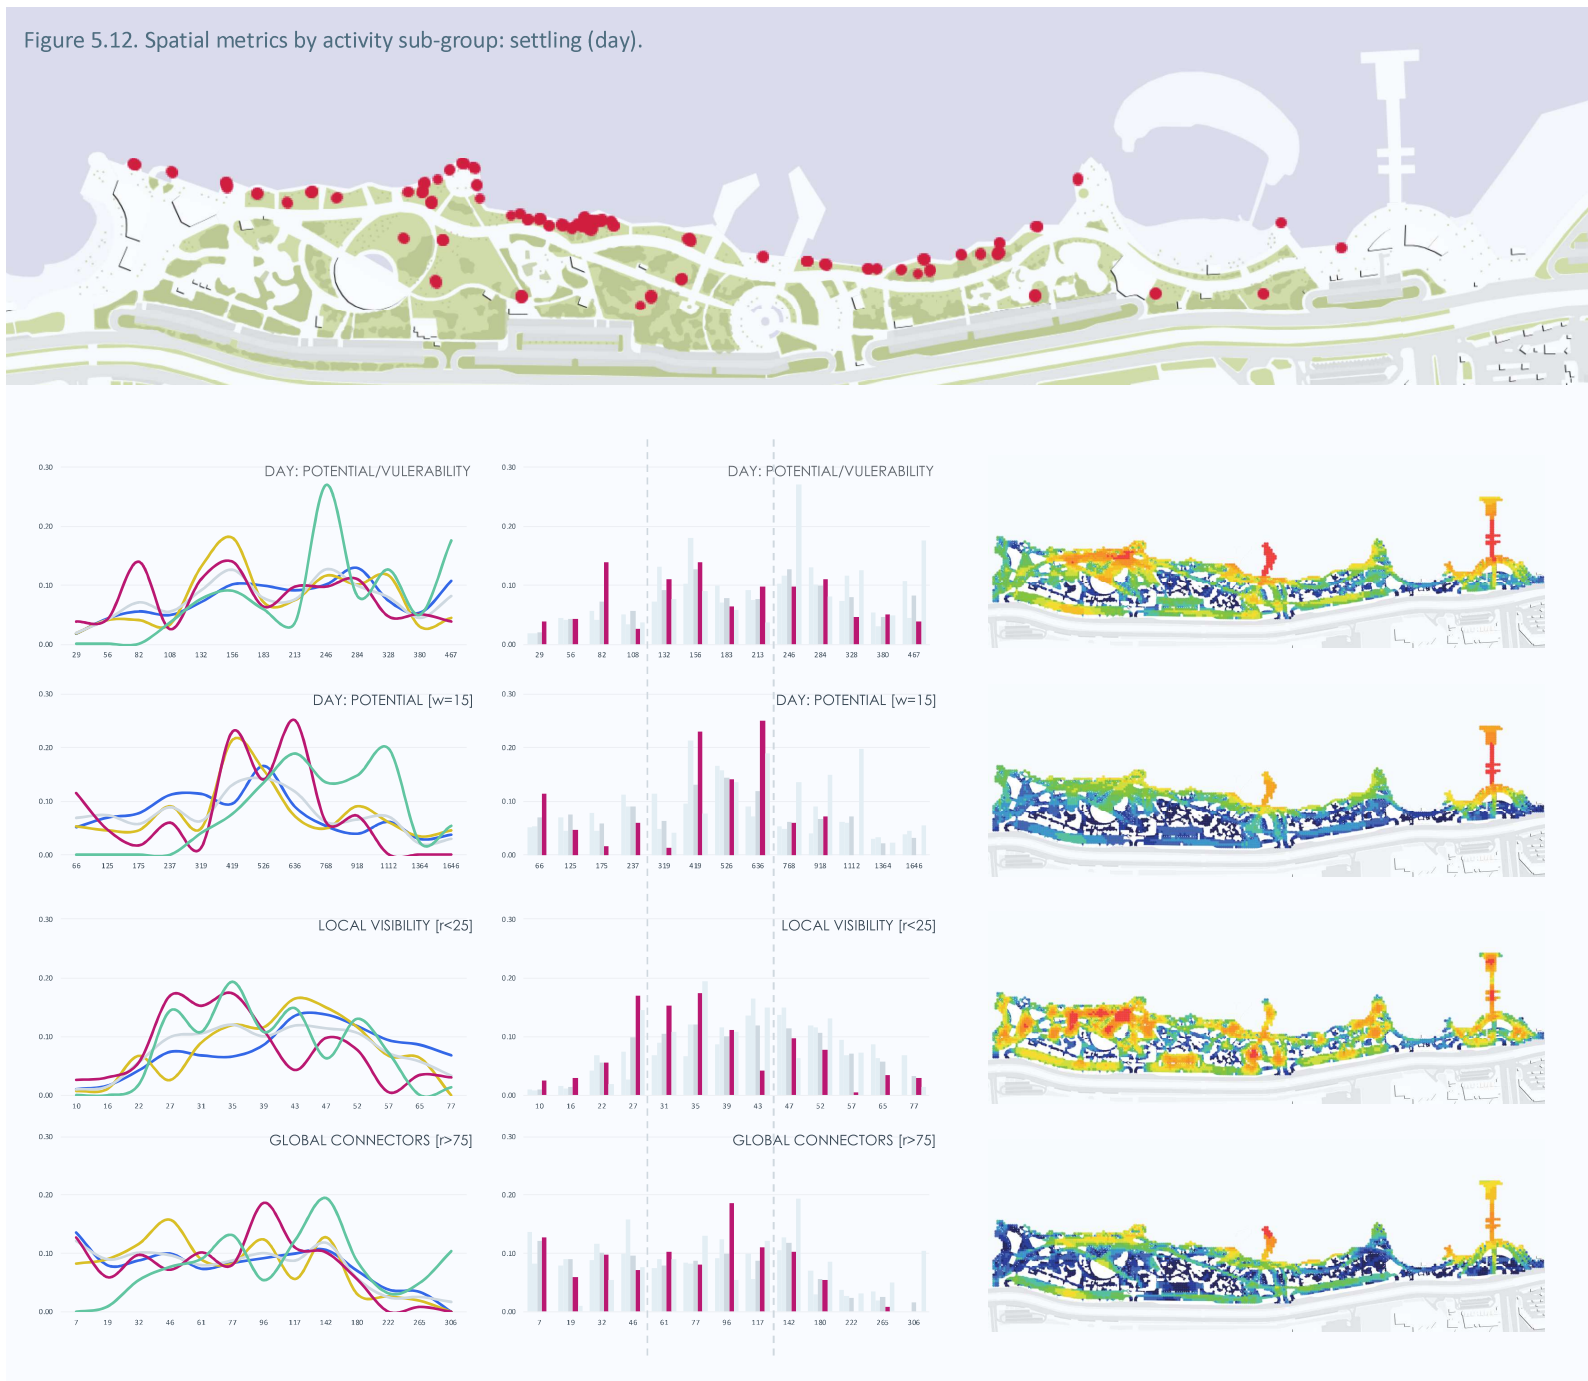 Figure 5.12. Spatial metrics by activity sub-group: settling (day).
DAY: POTENTIAL/VULERABILITY
0.30
0.20
0.10
0.00
29 56 82 108 132 156 183 213 246 284 328 380 467
DAY: POTENTIAL/VULERABILITY
0.30
0.20
0.10
0.00
29 56 82 108 132 156 183 213 246 284 328 380 467
DAY: POTENTIAL [w=15]
0.30
0.20
0.10
0.00
66 125 175 237 319 419 526 636 768 918 1112 1364 1646
DAY: POTENTIAL [w=15]
0.30
0.20
0.10
0.00
66 125 175 237 319 419 526 636 768 918 1112 1364 1646
LOCAL VISIBILITY [r<25]
0.30
0.20
0.10
0.00
10 16 22 27 31 35 39 43 47 52 57 65 77
LOCAL VISIBILITY [r<25]
0.30
0.20
0.10
0.00
10 16 22 27 31 35 39 43 47 52 57 65 77
GLOBAL CONNECTORS [r>75]
0.30
0.20
0.10
0.00
7 19 32 46 61 77 96 117 142 180 222 265 306
GLOBAL CONNECTORS [r>75]
0.30
0.20
0.10
0.00
7 19 32 46 61 77 96 117 142 180 222 265 306